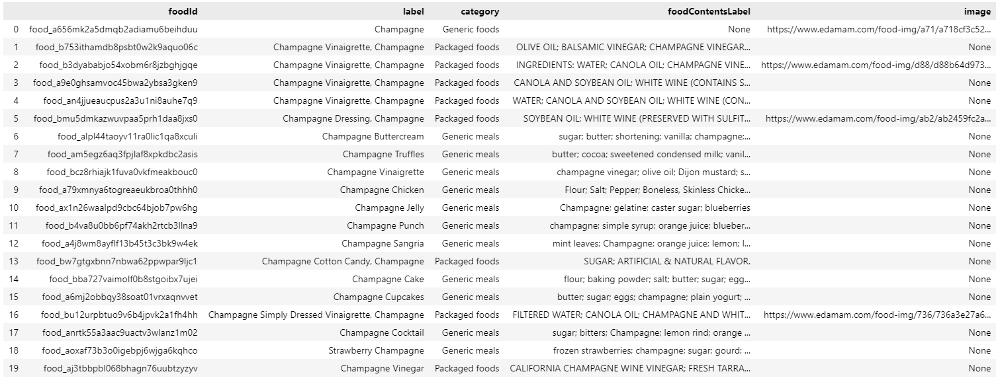 foodId label category foodContentsLabel image
0 food_a656mk2a5dmqb2adiamu6beihduu Champagne Generic foods None https://www.edamam.com/food-img/a71/a718cf3c52...
1 food_b753ithamdb8psbt0w2k9aquo06c Champagne Vinaigrette, Champagne Packaged foods OLIVE OIL; BALSAMIC VINEGAR; CHAMPAGNE VINEGAR... None
2 food_b3dyababjo54xobm6r8jzbghjgqe Champagne Vinaigrette, Champagne Packaged foods INGREDIENTS: WATER; CANOLA OIL; CHAMPAGNE VINE... https://www.edamam.com/food-img/d88/d88b64d973...
3 food_a9e0ghsamvoc45bwa2ybsa3gken9 Champagne Vinaigrette, Champagne Packaged foods CANOLA AND SOYBEAN OIL; WHITE WINE (CONTAINS S... None
4 food_an4jjueaucpus2a3u1ni8auhe7q9 Champagne Vinaigrette, Champagne Packaged foods WATER; CANOLA AND SOYBEAN OIL; WHITE WINE (CON... None
5 food_bmu5dmkazwuvpaa5prh1daa8jxs0 Champagne Dressing, Champagne Packaged foods SOYBEAN OIL; WHITE WINE (PRESERVED WITH SULFIT... https://www.edamam.com/food-img/ab2/ab2459fc2a...
6 food_alpl44taoyv11ra0lic1qa8xculi Champagne Buttercream Generic meals sugar; butter; shortening; vanilla; champagne;... None
7 food_am5egz6aq3fpjlaf8xpkdbc2asis Champagne Truffles Generic meals butter; cocoa; sweetened condensed milk; vanil... None
8 food_bcz8rhiajk1fuva0vkfmeakbouc0 Champagne Vinaigrette Generic meals champagne vinegar; olive oil; Dijon mustard; s... None
9 food_a79xmnya6togreaeukbroa0thhh0 Champagne Chicken Generic meals Flour; Salt; Pepper; Boneless, Skinless Chicke... None
10 food_ax1n26waalpd9cbc64bjob7pw6hg Champagne Jelly Generic meals Champagne; gelatine; caster sugar; blueberries None
11 food_b4va8u0bb6pf74akh2rtcb3llna9 Champagne Punch Generic meals champagne; simple syrup; orange juice; blueber... None
12 food_a4j8wm8ayflf13b45t3c3bk9w4ek Champagne Sangria Generic meals mint leaves; Champagne; orange juice; lemon; l... None
13 food_bw7gtgxbnn7nbwa62ppwpar9ljc1 Champagne Cotton Candy, Champagne Packaged foods SUGAR; ARTIFICIAL & NATURAL FLAVOR. None
14 food_bba727vaimolf0b8stgoibx7ujei Champagne Cake Generic meals flour; baking powder; salt; butter; sugar; egg... None
15 food_a6mj2obbqy38soat01vrxaqnvvet Champagne Cupcakes Generic meals butter; sugar; eggs; champagne; plain yogurt; ... None
16 food_bu12urpbtuo9v6b4jpvk2a1fh4hh Champagne Simply Dressed Vinaigrette, Champagne Packaged foods FILTERED WATER; CANOLA OIL; CHAMPAGNE AND WHIT... https://www.edamam.com/food-img/736/736a3e27a6...
17 food_anrtk55a3aac9uactv3wlanz1m02 Champagne Cocktail Generic meals sugar; bitters; Champagne; lemon rind; orange ... None
18 food_aoxaf73b3o0igebpj6wjga6kqhco Strawberry Champagne Generic meals frozen strawberries; champagne; sugar; gourd; ... None
19 food_aj3tbbpbl068bhagn76uubtzyzyv Champagne Vinegar Packaged foods CALIFORNIA CHAMPAGNE WINE VINEGAR; FRESH TARRA... None